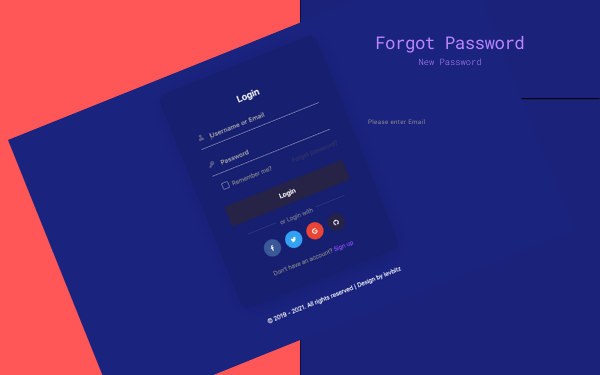 Forgot Password
New Password
Please enter Email
Login
Username or Email
Password
Remember me?
Forgot password?
Login
or Login with
Don't have an account? Sign up
© 2019 - 2021. All rights reserved | Design by levbitz